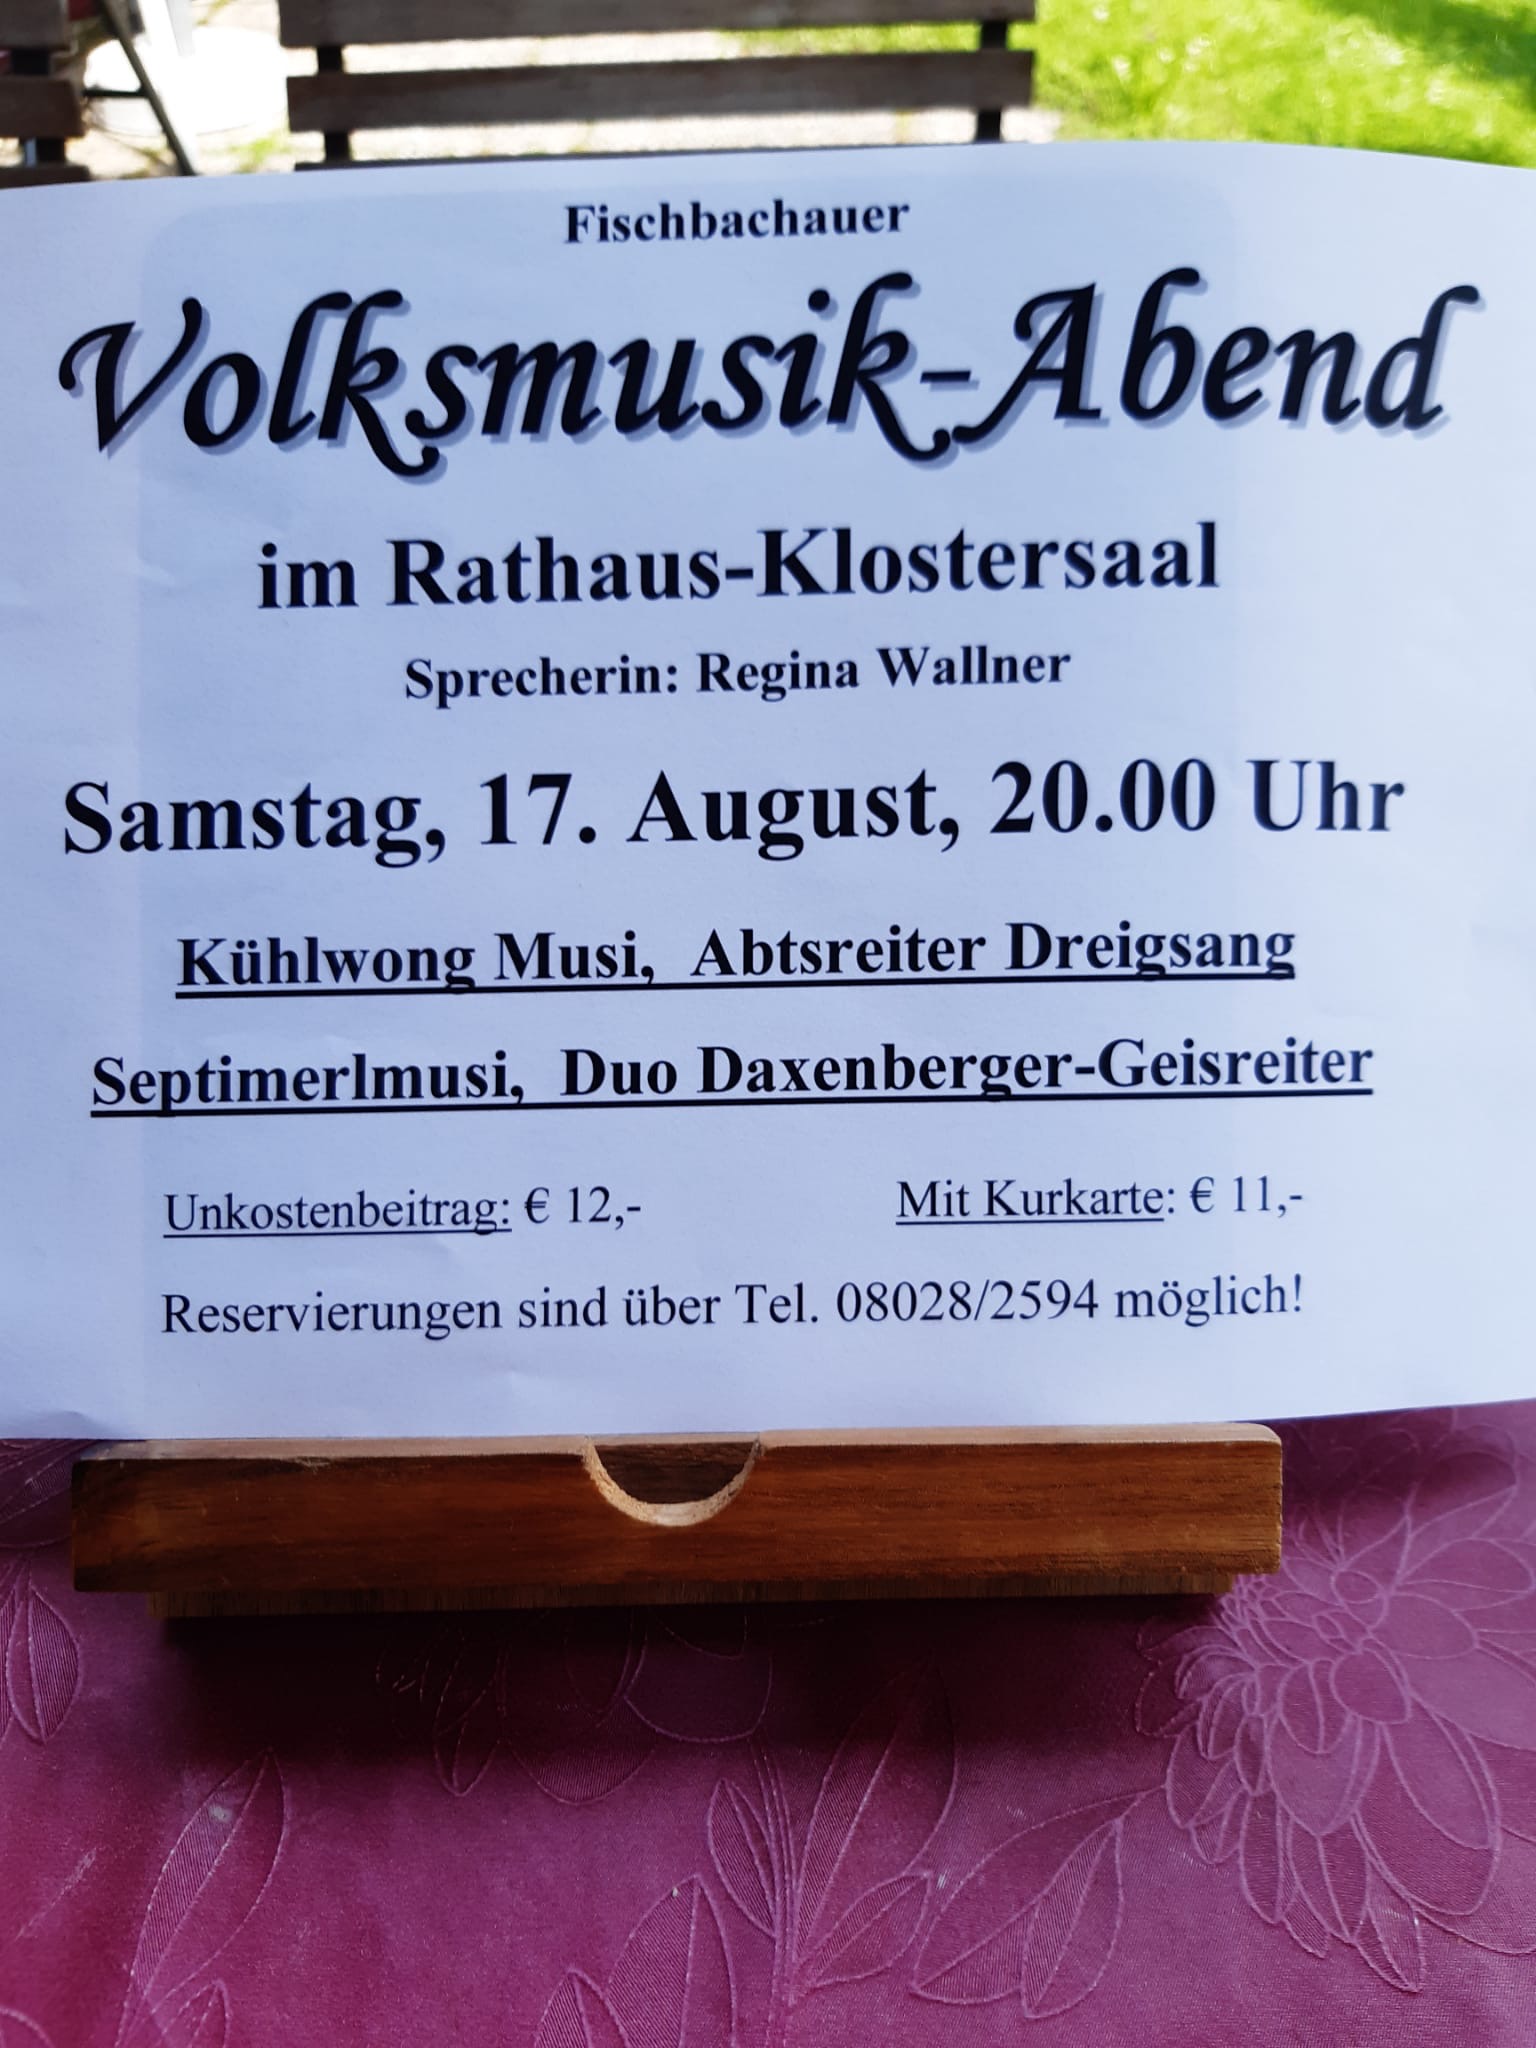 Fischbachauer
Volksmusik-Abend
im Rathaus-Klostersaal
Sprecherin: Regina Wallner
Samstag, 17. August, 20.00 Uhr
Kühlwong Musi, Abtsreiter Dreigsang
Septimerlmusi, Duo Daxenberger-Geisreiter
Unkostenbeitrag: € 12,- Mit Kurkarte: € 11,-
Reservierungen sind über Tel. 08028/2594 möglich!